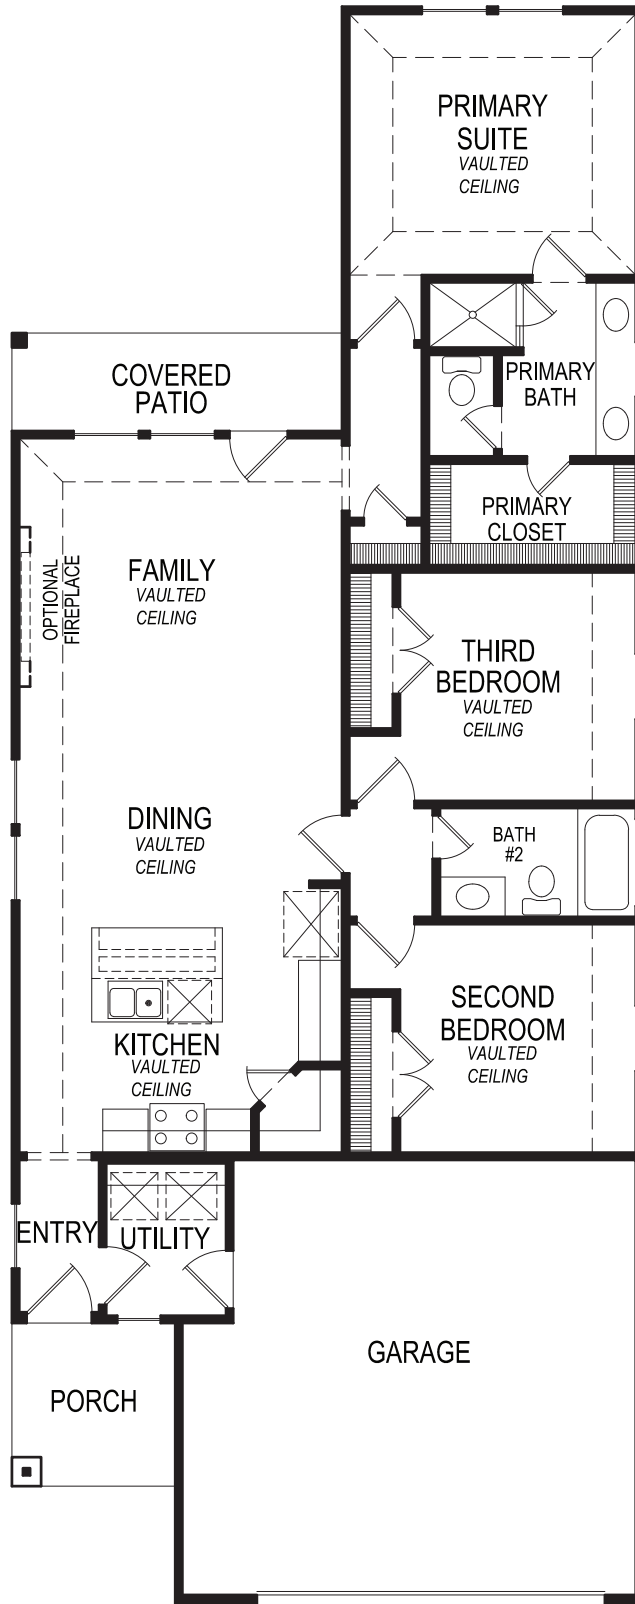 PRIMARY
SUITE
VAULTED
CEILING
COVERED
PATIO
PRIMARY
BATH
PRIMARY
CLOSET
FAMILY
VAULTED
CEILING
OPTIONAL
FIREPLACE
THIRD
BEDROOM
VAULTED
CEILING
DINING
VAULTED
CEILING
BATH
#2
SECOND
BEDROOM
VAULTED
CEILING
KITCHEN
VAULTED
CEILING
ENTRY
UTILITY
GARAGE
PORCH